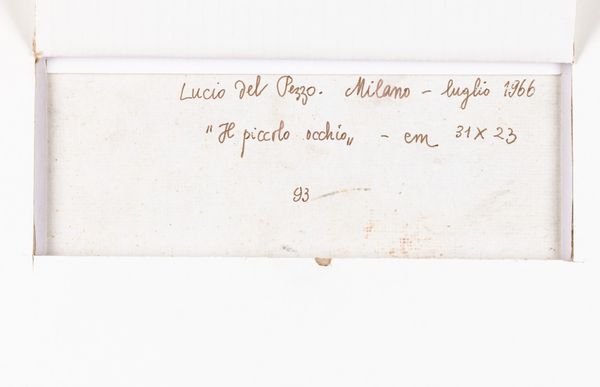 Lucio Del Pezzo. Milano - luglio 1966
"Il piccolo occhio„ - cm 31 x 23
93